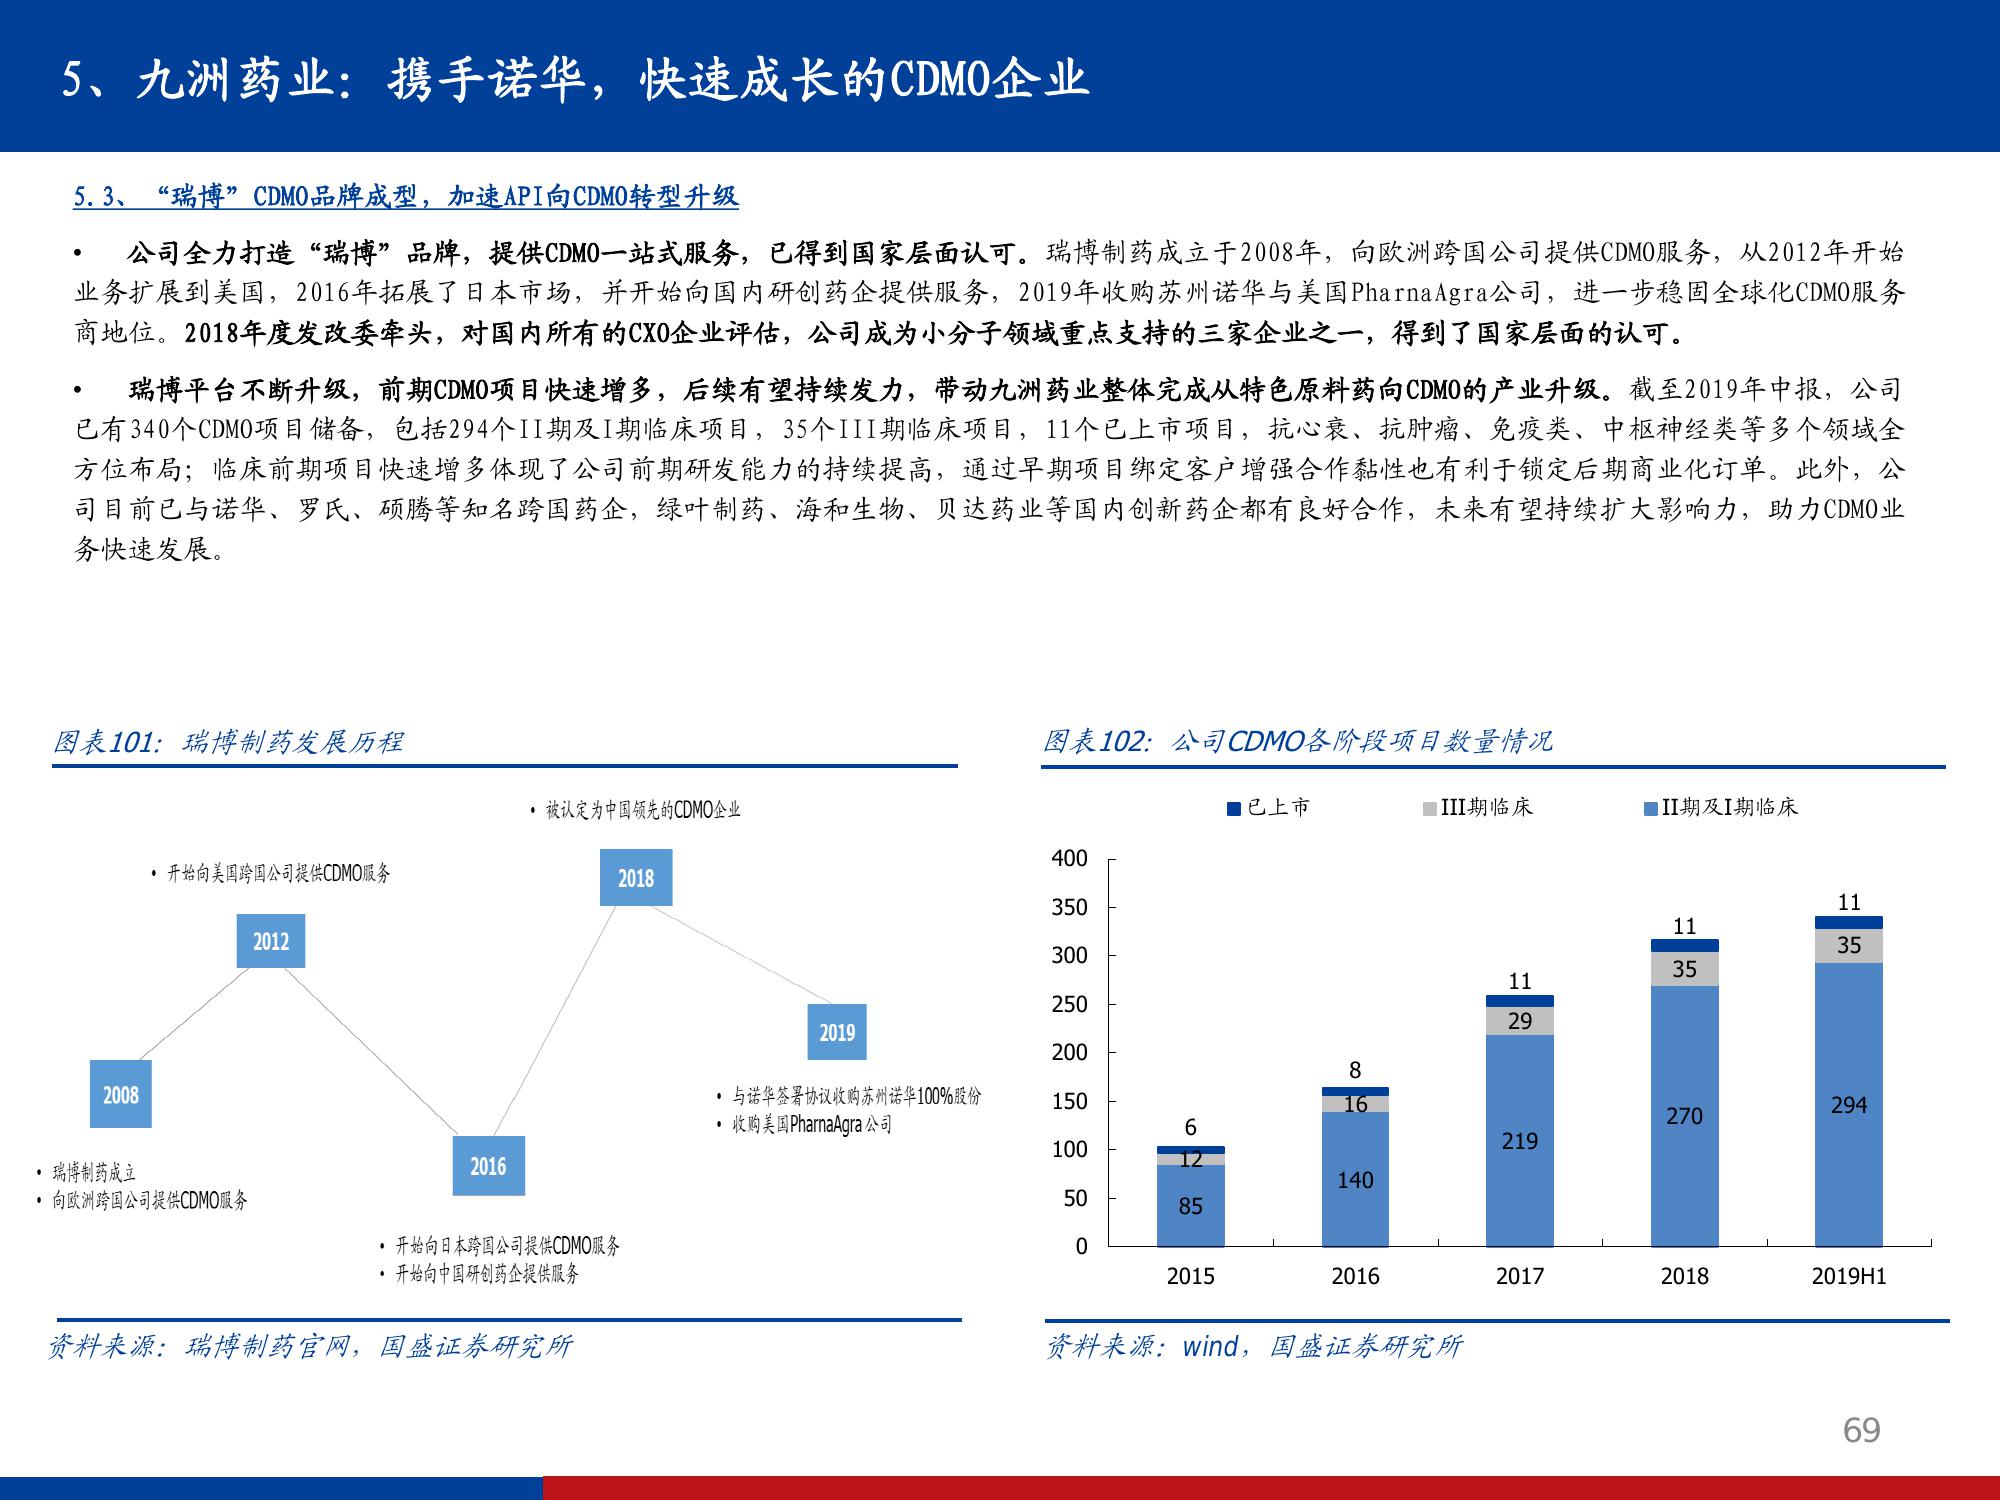 5、九洲药业：携手诺华，快速成长的CDMO企业
5.3、“瑞博”CDMO品牌成型，加速API向CDMO转型升级
• 公司全力打造“瑞博”品牌，提供CDMO一站式服务，已得到国家层面认可。瑞博制药成立于2008年，向欧洲跨国公司提供CDMO服务，从2012年开始
业务扩展到美国，2016年拓展了日本市场，并开始向国内研创药企提供服务，2019年收购苏州诺华与美国PharnaAgra公司，进一步稳固全球化CDMO服务
商地位。2018年度发改委牵头，对国内所有的CXO企业评估，公司成为小分子领域重点支持的三家企业之一，得到了国家层面的认可。
• 瑞博平台不断升级，前期CDMO项目快速增多，后续有望持续发力，带动九洲药业整体完成从特色原料药向CDMO的产业升级。截至2019年中报，公司
已有340个CDMO项目储备，包括294个II期及I期临床项目，35个III期临床项目，11个已上市项目，抗心衰、抗肿瘤、免疫类、中枢神经类等多个领域全
方位布局；临床前期项目快速增多体现了公司前期研发能力的持续提高，通过早期项目绑定客户增强合作黏性也有利于锁定后期商业化订单。此外，公
司目前已与诺华、罗氏、硕腾等知名跨国药企，绿叶制药、海和生物、贝达药业等国内创新药企都有良好合作，未来有望持续扩大影响力，助力CDMO业
务快速发展。
图表101：瑞博制药发展历程
• 被认定为中国领先的CDMO企业
2018
• 开始向美国跨国公司提供CDMO服务
2012
2019
• 与诺华签署协议收购苏州诺华100%股份
• 收购美国PharnaAgra公司
2008
• 瑞博制药成立
• 向欧洲跨国公司提供CDMO服务
2016
• 开始向日本跨国公司提供CDMO服务
• 开始向中国研创药企提供服务
资料来源：瑞博制药官网，国盛证券研究所
图表102：公司CDMO各阶段项目数量情况
已上市 III期临床 II期及I期临床
400
350
300
250
200
150
100
50
0
6
12
85
8
16
140
11
29
219
11
35
270
11
35
294
2015 2016 2017 2018 2019H1
资料来源：wind，国盛证券研究所
69